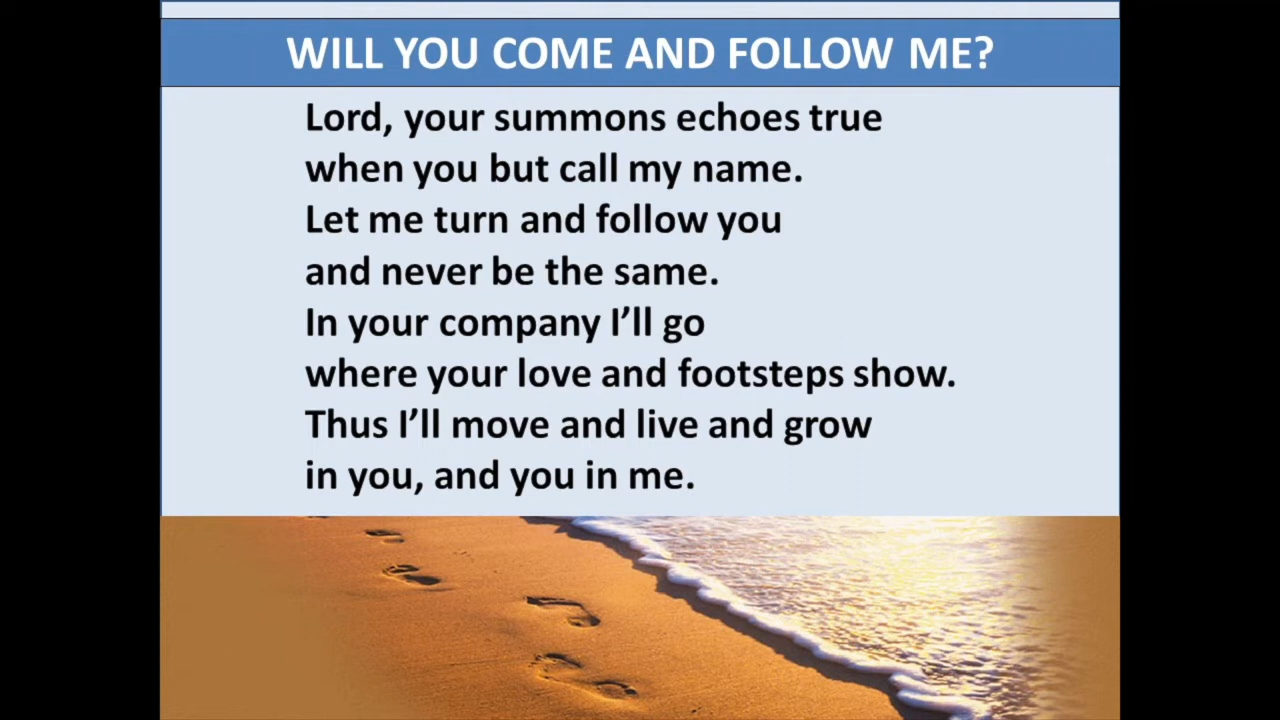 WILL YOU COME AND FOLLOW ME?
Lord, your summons echoes true
when you but call my name.
Let me turn and follow you
and never be the same.
In your company I’ll go
where your love and footsteps show.
Thus I’ll move and live and grow
in you, and you in me.